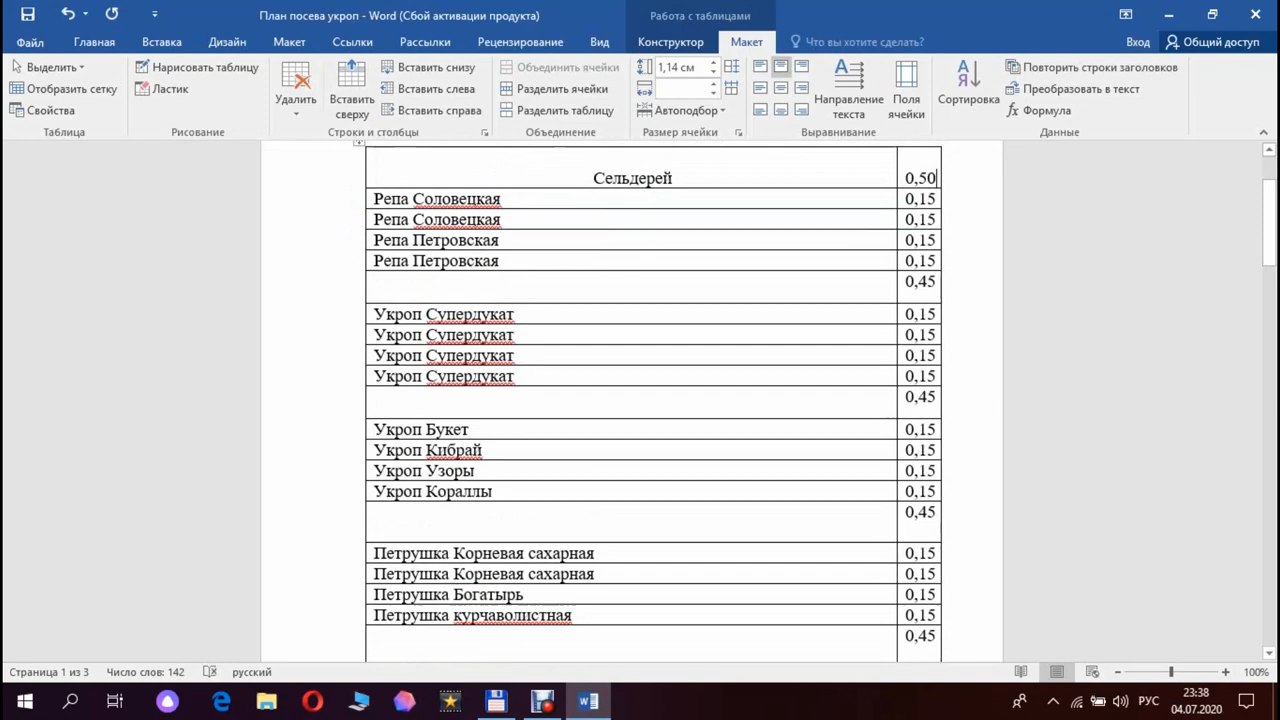 План посева укроп - Word (Сбой активации продукта)
Работа с таблицами
Файл Главная Вставка Дизайн Макет Ссылки Рассылки Рецензирование Вид Конструктор Макет Что вы хотите сделать? Вход Общий доступ
Выделить
Отобразить сетку
Свойства
Таблица
Нарисовать таблицу
Ластик
Рисование
Удалить
Вставить сверху
Вставить снизу
Вставить слева
Вставить справа
Строки и столбцы
Объединить ячейки
Разделить ячейки
Разделить таблицу
Объединение
1,14 см
Автоподбор
Размер ячейки
Направление текста
Поля ячейки
Выравнивание
Сортировка
Повторить строки заголовков
Преобразовать в текст
Формула
Данные
Сельдерей 0,50
Репа Соловецкая 0,15
Репа Соловецкая 0,15
Репа Петровская 0,15
Репа Петровская 0,15
0,45
Укроп Супердукат 0,15
Укроп Супердукат 0,15
Укроп Супердукат 0,15
Укроп Супердукат 0,15
0,45
Укроп Букет 0,15
Укроп Кибрай 0,15
Укроп Узоры 0,15
Укроп Кораллы 0,15
0,45
Петрушка Корневая сахарная 0,15
Петрушка Корневая сахарная 0,15
Петрушка Богатырь 0,15
Петрушка курчаволистная 0,15
0,45
Страница 1 из 3 Число слов: 142 русский 100%
РУС
23:38
04.07.2020